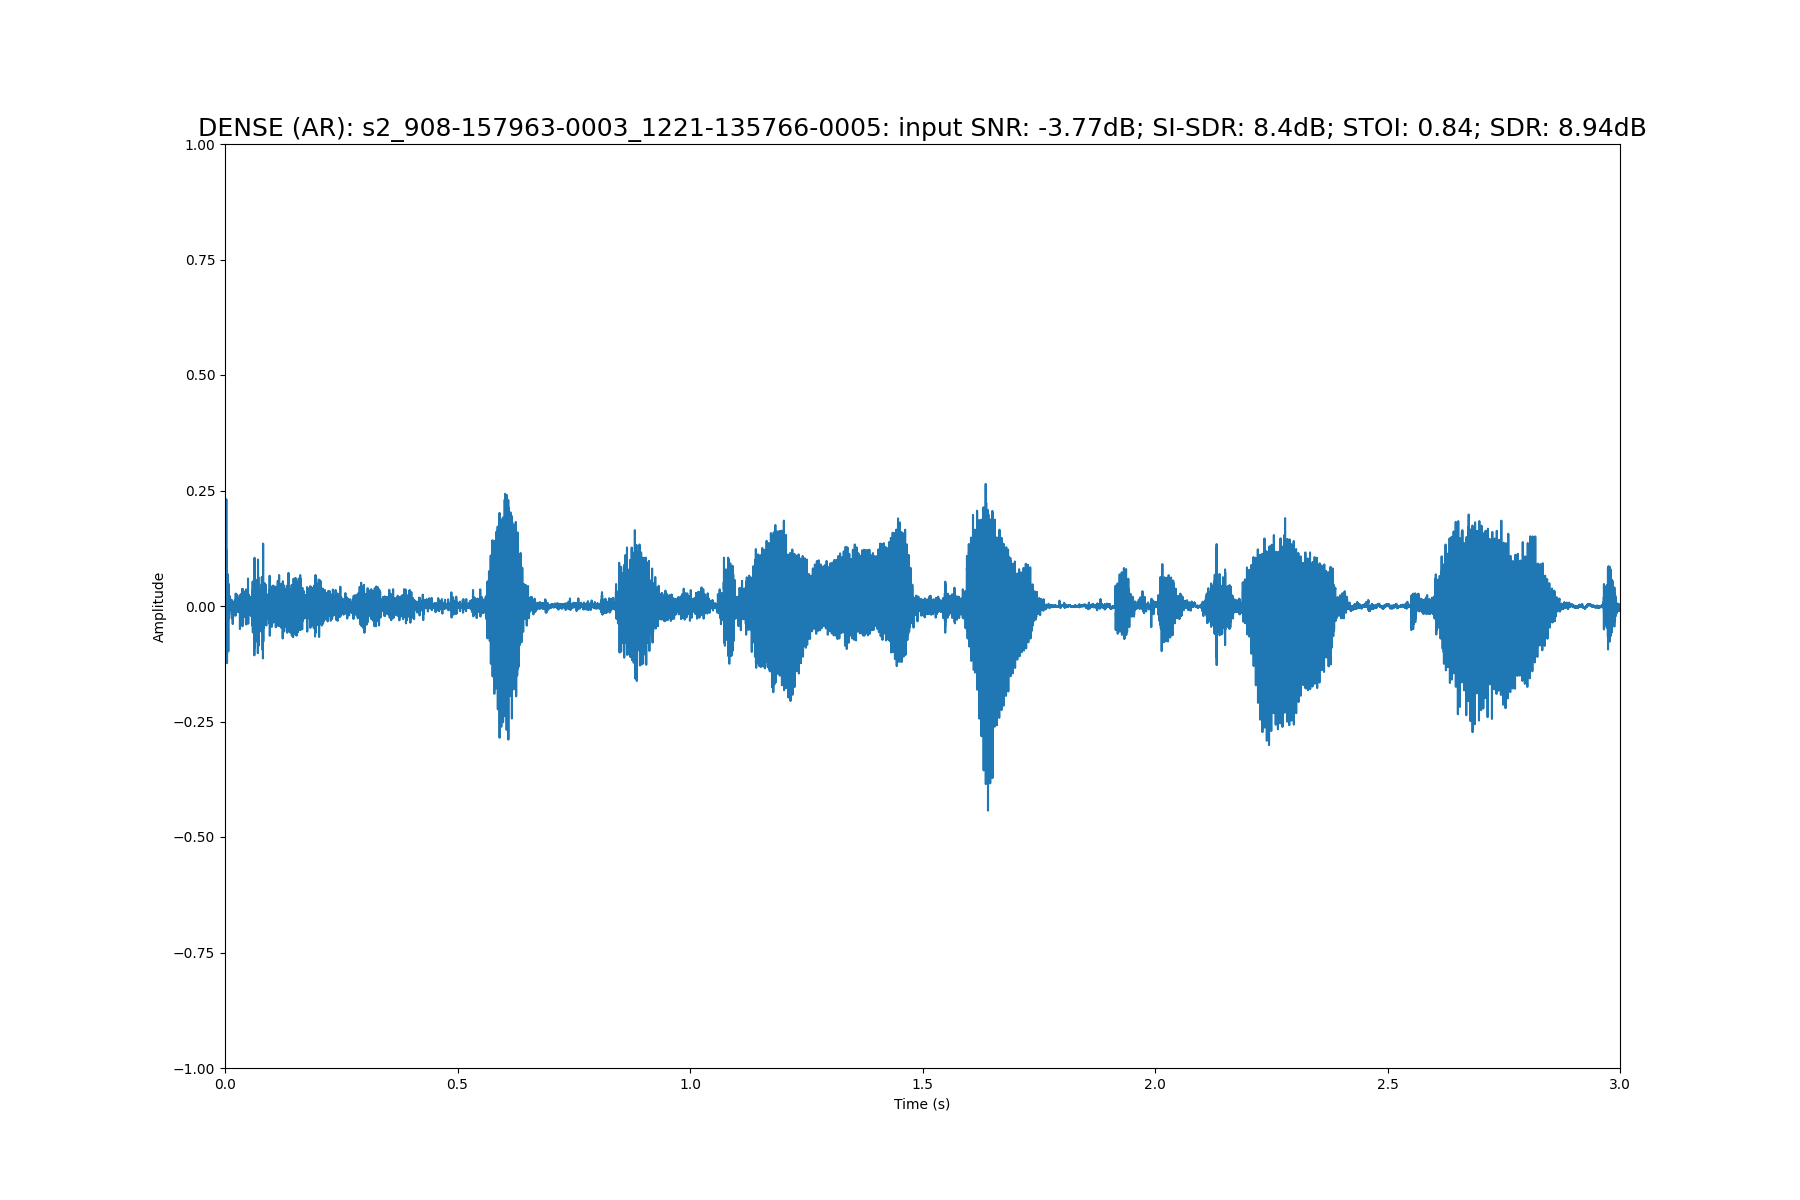 DENSE (AR): s2_908-157963-0003_1221-135766-0005: input SNR: -3.77dB; SI-SDR: 8.4dB; STOI: 0.84; SDR: 8.94dB
1.00
0.75
0.50
0.25
0.00
−0.25
−0.50
−0.75
−1.00
Amplitude
0.0 0.5 1.0 1.5 2.0 2.5 3.0
Time (s)